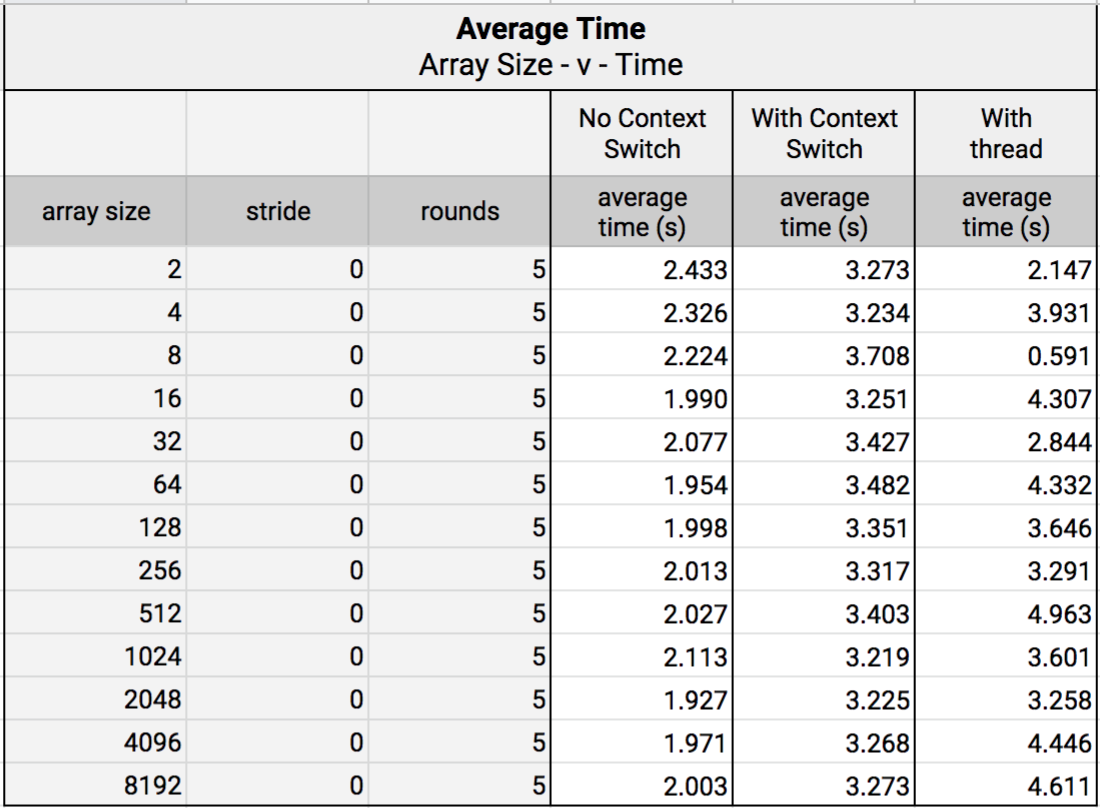 Average Time
Array Size - v - Time
No Context Switch With Context Switch With thread
array size stride rounds average time (s) average time (s) average time (s)
2 0 5 2.433 3.273 2.147
4 0 5 2.326 3.234 3.931
8 0 5 2.224 3.708 0.591
16 0 5 1.990 3.251 4.307
32 0 5 2.077 3.427 2.844
64 0 5 1.954 3.482 4.332
128 0 5 1.998 3.351 3.646
256 0 5 2.013 3.317 3.291
512 0 5 2.027 3.403 4.963
1024 0 5 2.113 3.219 3.601
2048 0 5 1.927 3.225 3.258
4096 0 5 1.971 3.268 4.446
8192 0 5 2.003 3.273 4.611